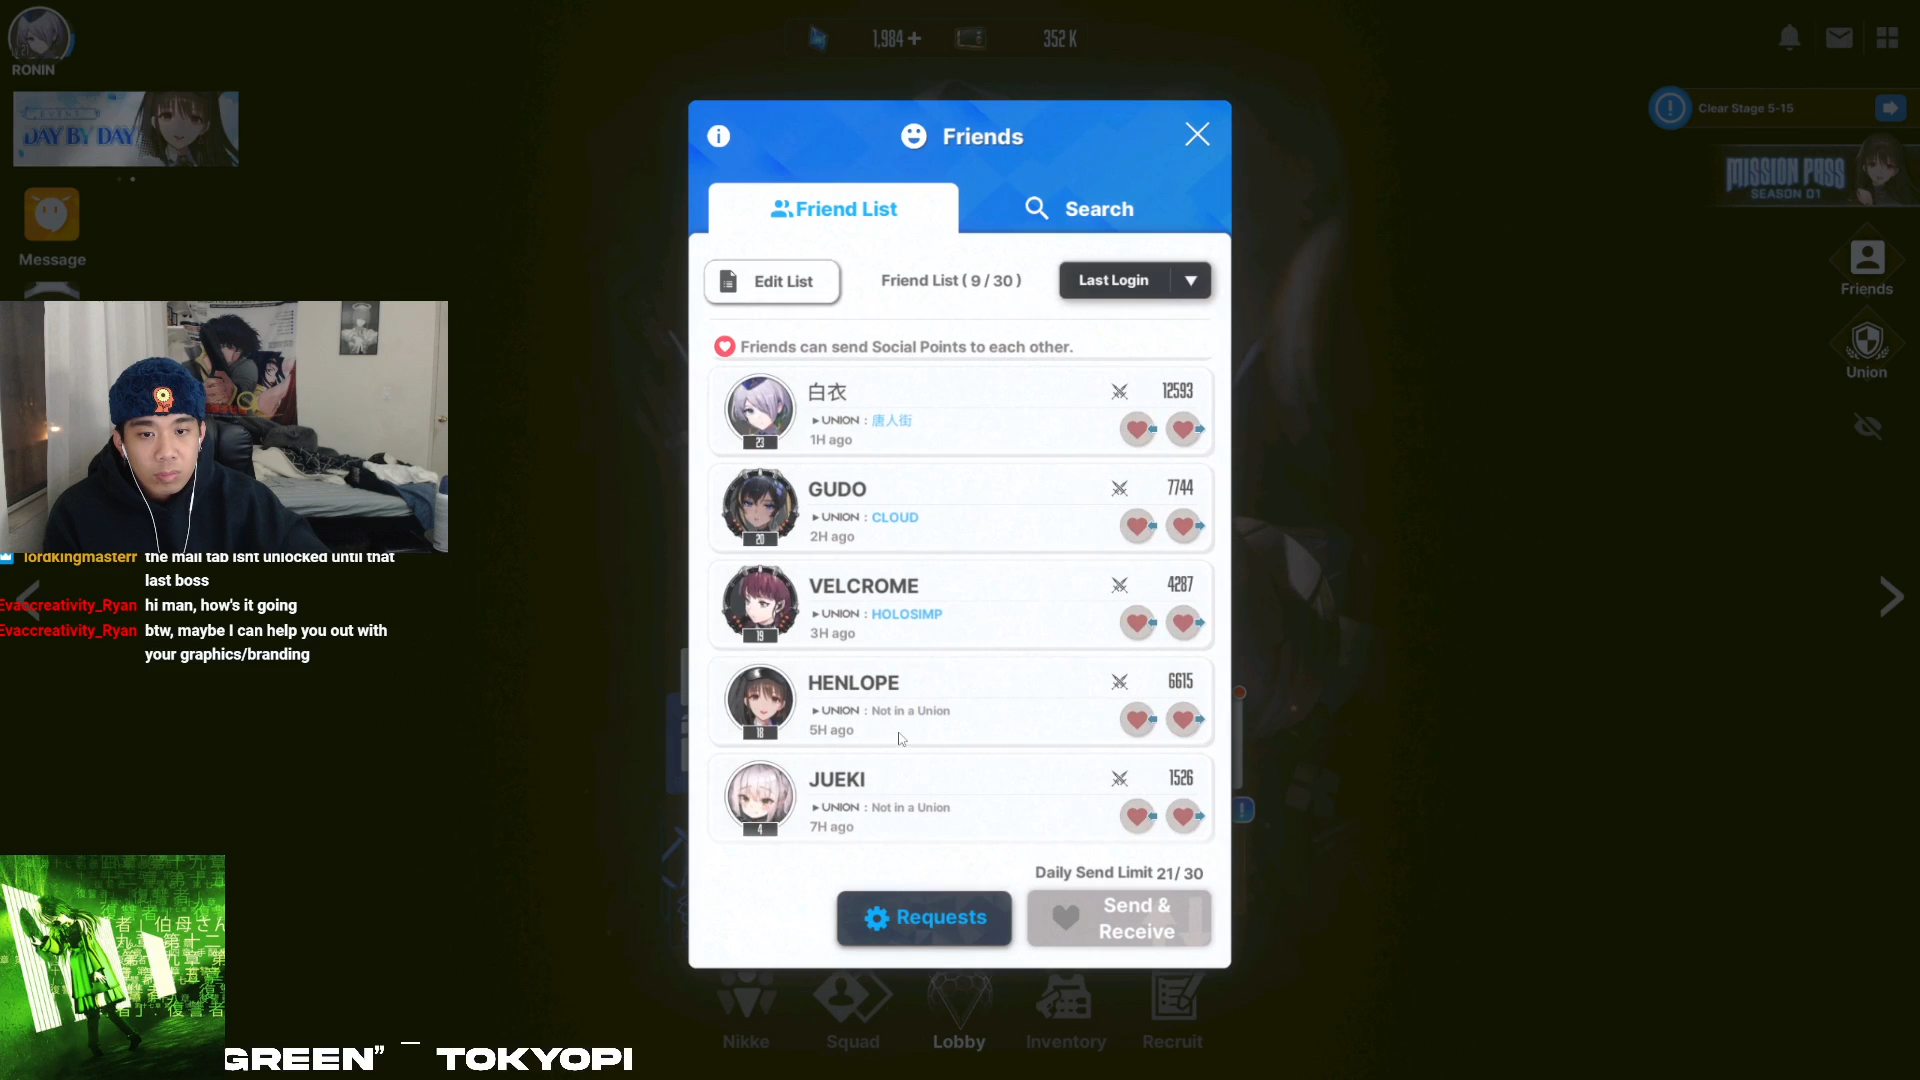 RONIN
1,984
352 K
EVENT
DAY BY DAY
Clear Stage 5-15
MISSION PASS
SEASON 01
Message
Friends
Union
Friends
Friend List
Search
Edit List
Friend List ( 9 / 30 )
Last Login
Friends can send Social Points to each other.
白衣
12593
UNION : 唐人街
1H ago
23
GUDO
7744
UNION : CLOUD
2H ago
20
VELCROME
4287
UNION : HOLOSIMP
3H ago
19
HENLOPE
6615
UNION : Not in a Union
5H ago
18
JUEKI
1526
UNION : Not in a Union
7H ago
4
Daily Send Limit 21 / 30
Requests
Send &
Receive
lordkingmasterr the mail tab isnt unlocked until that
last boss
Evaccreativity_Ryan hi man, how's it going
Evaccreativity_Ryan btw, maybe I can help you out with
your graphics/branding
Nikke
Squad
Lobby
Inventory
Recruit
GREEN” — TOKYOPI